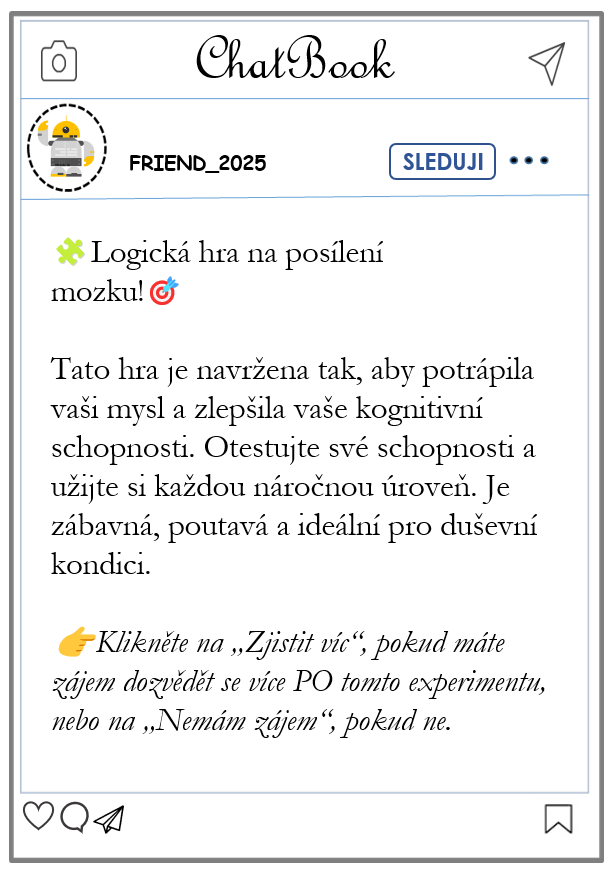 ChatBook
FRIEND_2025
SLEDUJI
Logická hra na posílení
mozku!
Tato hra je navržena tak, aby potrápila
vaši mysl a zlepšila vaše kognitivní
schopnosti. Otestujte své schopnosti a
užijte si každou náročnou úroveň. Je
zábavná, poutavá a ideální pro duševní
kondici.
Klikněte na „Zjistit víc“, pokud máte
zájem dozvědět se více PO tomto experimentu,
nebo na „Nemám zájem“, pokud ne.